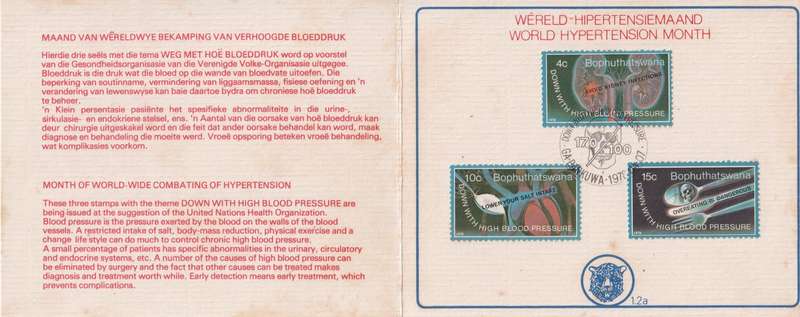 MAAND VAN WÊRELDWYE BEKAMPING VAN VERHOOGDE BLOEDDRUK
Hierdie drie seëls met die tema WEG MET HOË BLOEDDRUK word op voorstel
van die Gesondheidsorganisasie van die Verenigde Volke-Organisasie uitgegee.
Bloeddruk is die druk wat die bloed op die wande van bloedvate uitoefen. Die
beperking van soutinname, vermindering van liggaamsmassa, fisiese oefening en 'n
verandering van lewenswyse kan baie daartoe bydra om chroniese hoë bloeddruk
te beheer.
'n Klein persentasie pasiënte het spesifieke abnormaliteite in die urine-,
sirkulasie- en endokriene stelsel, ens. 'n Aantal van die oorsake van hoë bloeddruk kan
deur chirurgie uitgeskakel word en die feit dat ander oorsake behandel kan word, maak
diagnose en behandeling die moeite werd. Vroeë opsporing beteken vroeë behandeling,
wat komplikasies voorkom.
MONTH OF WORLD-WIDE COMBATING OF HYPERTENSION
These three stamps with the theme DOWN WITH HIGH BLOOD PRESSURE are
being issued at the suggestion of the United Nations Health Organization.
Blood pressure is the pressure exerted by the blood on the walls of the blood
vessels. A restricted intake of salt, body-mass reduction, physical exercise and a
change life style can do much to control chronic high blood pressure.
A small percentage of patients has specific abnormalities in the urinary, circulatory
and endocrine systems, etc. A number of the causes of high blood pressure can
be eliminated by surgery and the fact that other causes can be treated makes
diagnosis and treatment worth while. Early detection means early treatment, which
prevents complications.
WÊRELD-HIPERTENSIEMAAND
WORLD HYPERTENSION MONTH
4c Bophuthatswana
AVOID KIDNEY INFECTIONS
DOWN WITH HIGH BLOOD PRESSURE
170 100
10c Bophuthatswana
LOWER YOUR SALT INTAKE
DOWN WITH HIGH BLOOD PRESSURE
15c Bophuthatswana
OVEREATING IS DANGEROUS
DOWN WITH HIGH BLOOD PRESSURE
1.2a